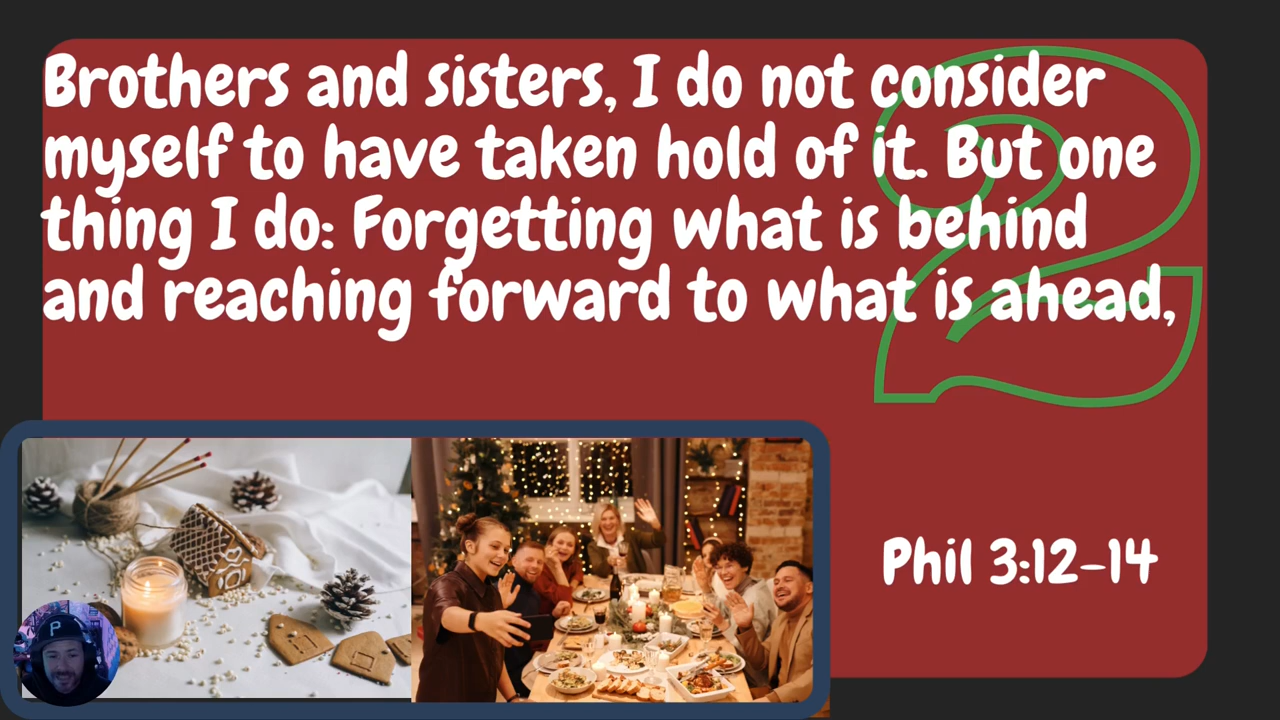 Brothers and sisters, I do not consider
myself to have taken hold of it. But one
thing I do: Forgetting what is behind
and reaching forward to what is ahead,
2
Phil 3:12-14
P